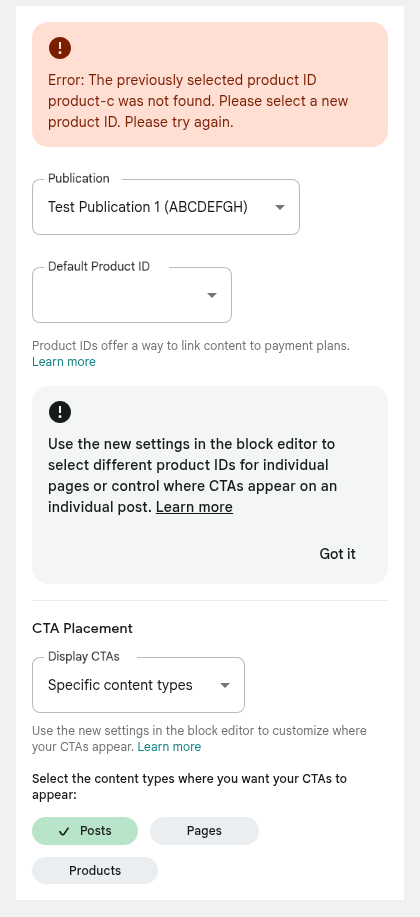 Error: The previously selected product ID
product-c was not found. Please select a new
product ID. Please try again.
Publication
Test Publication 1 (ABCDEFGH)
Default Product ID
Product IDs offer a way to link content to payment plans.
Learn more
Use the new settings in the block editor to
select different product IDs for individual
pages or control where CTAs appear on an
individual post. Learn more
Got it
CTA Placement
Display CTAs
Specific content types
Use the new settings in the block editor to customize where
your CTAs appear. Learn more
Select the content types where you want your CTAs to
appear:
Posts
Pages
Products